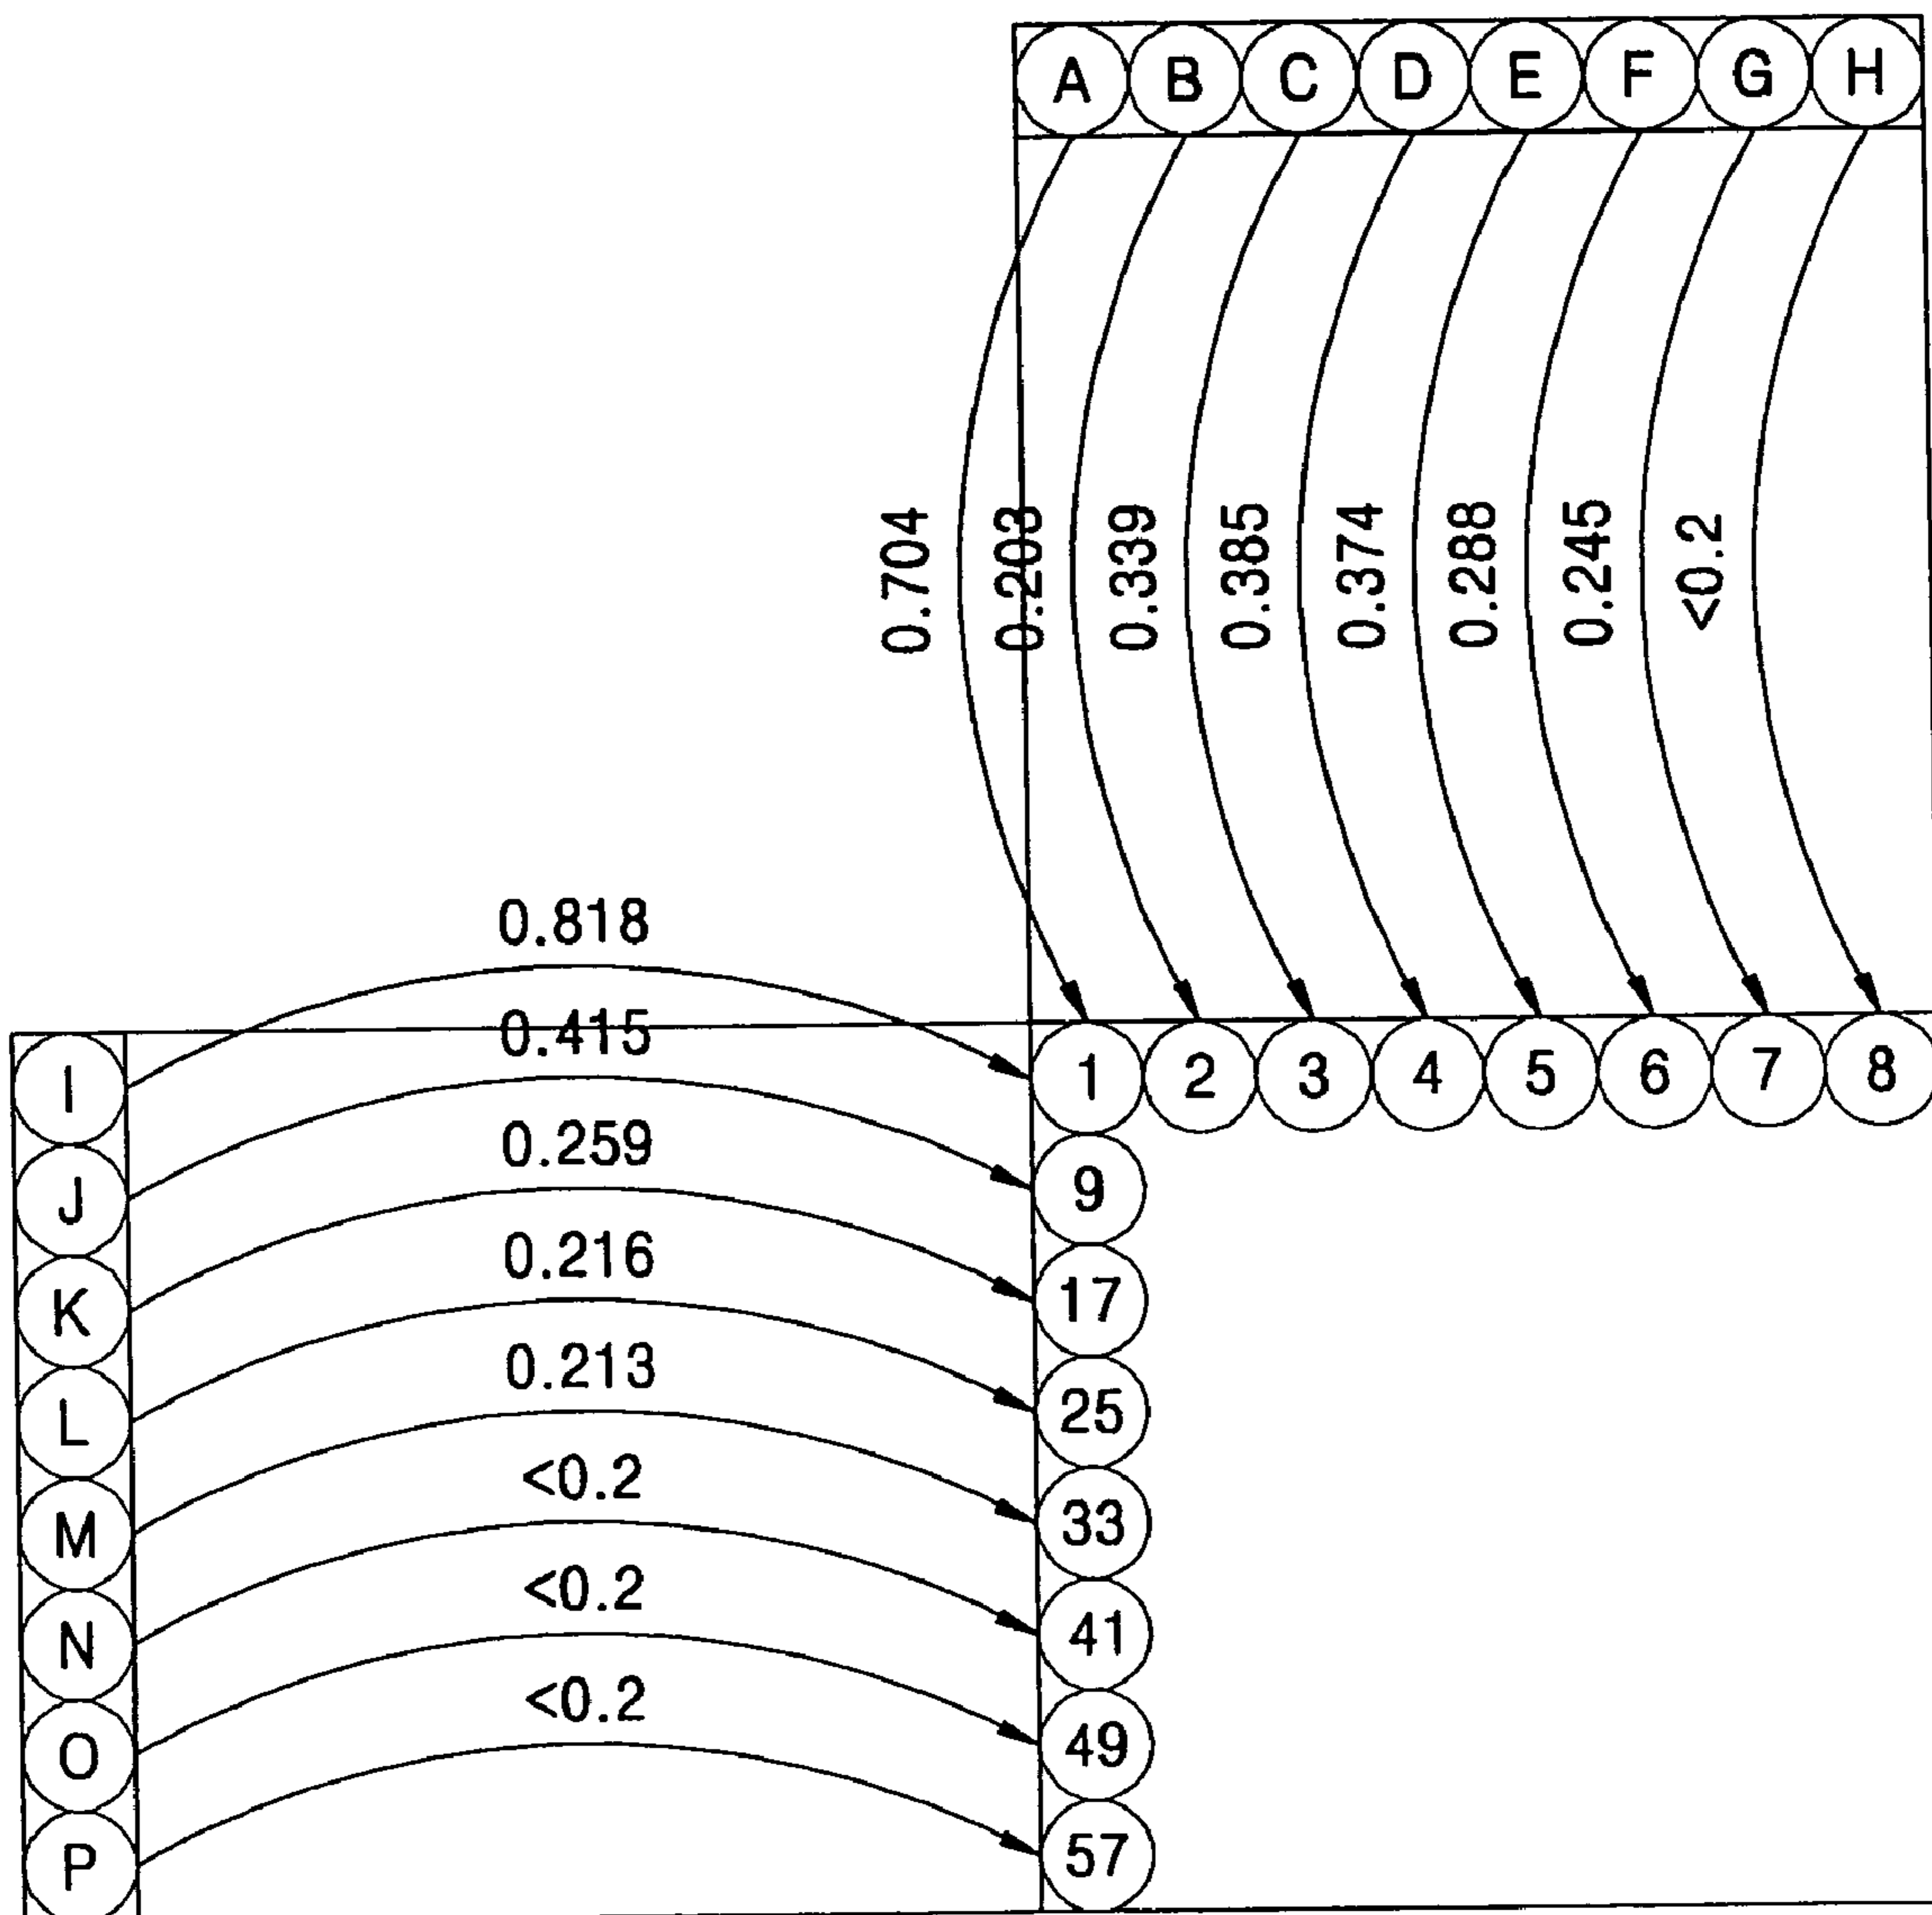 A B C D E F G H
0.704 0.203 0.339 0.385 0.374 0.288 0.245 <0.2
0.818
0.415
I 1 2 3 4 5 6 7 8
0.259
J 9
0.216
K 17
0.213
L 25
<0.2
M 33
<0.2
N 41
<0.2
O 49
P 57